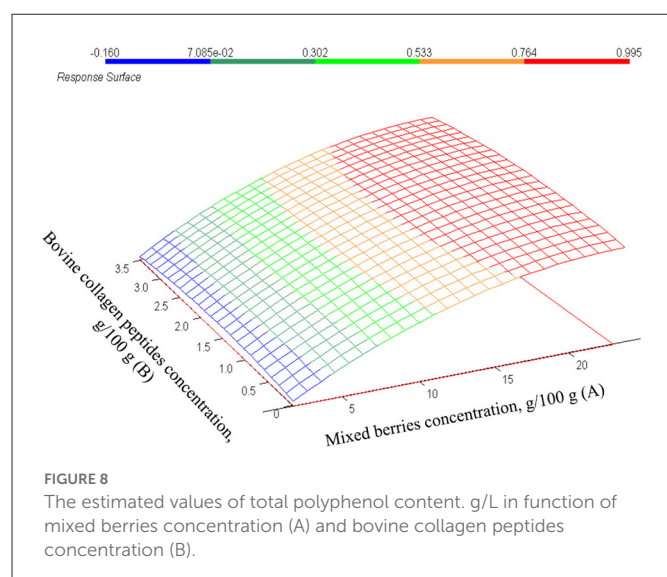 -0.160 7.085e-02 0.302 0.533 0.764 0.995
Response Surface
Bovine collagen peptides concentration,
g/100 g (B)
3.5
3.0
2.5
2.0
1.5
1.0
0.5
0
5
10
15
20
Mixed berries concentration, g/100 g (A)
FIGURE 8
The estimated values of total polyphenol content. g/L in function of
mixed berries concentration (A) and bovine collagen peptides
concentration (B).